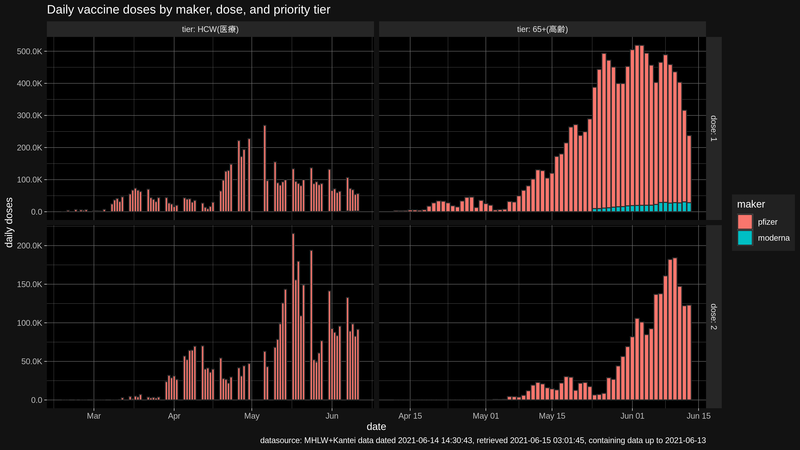 Daily vaccine doses by maker, dose, and priority tier
tier: HCW(医療)
tier: 65+(高齢)
500.0K
400.0K
300.0K
200.0K
100.0K
0.0
dose: 1
200.0K
150.0K
100.0K
50.0K
0.0
dose: 2
daily doses
maker
pfizer
moderna
Mar
Apr
May
Jun
Apr 15
May 01
May 15
Jun 01
Jun 15
date
datasource: MHLW+Kantei data dated 2021-06-14 14:30:43, retrieved 2021-06-15 03:01:45, containing data up to 2021-06-13